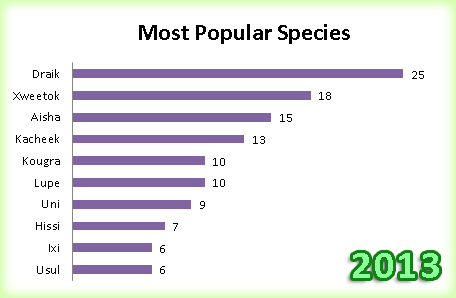 Most Popular Species
Draik 25
Xweetok 18
Aisha 15
Kacheek 13
Kougra 10
Lupe 10
Uni 9
Hissi 7
Ixi 6
Usul 6
2013